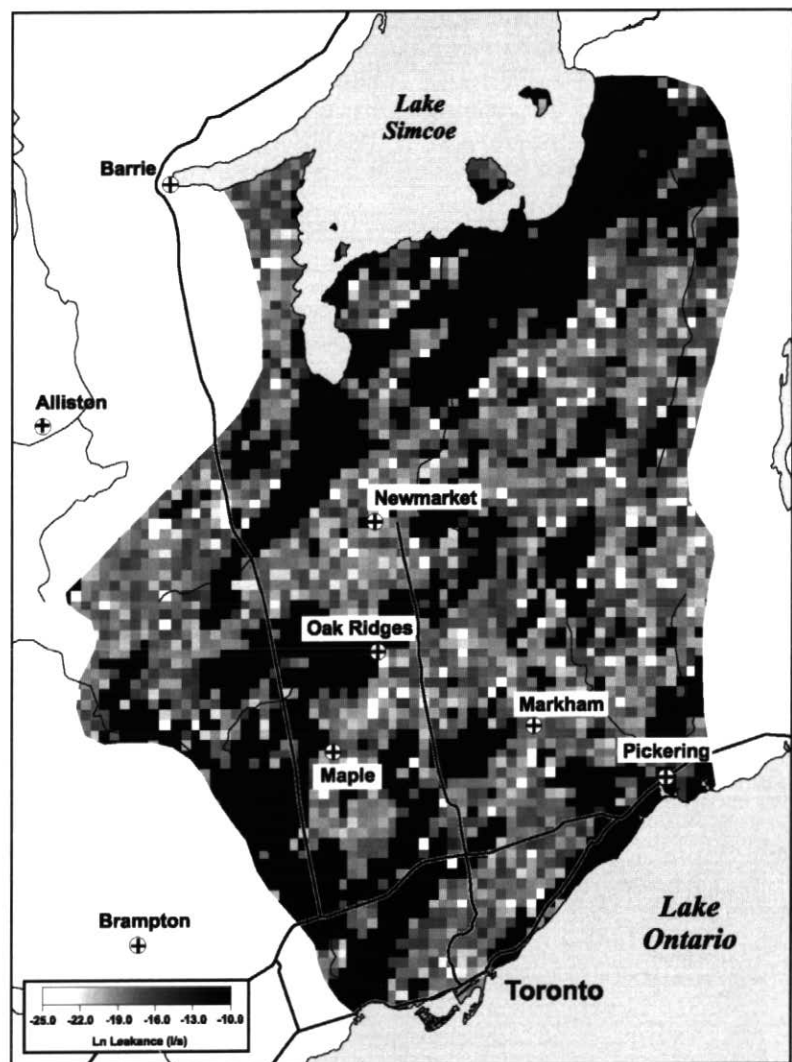 Lake
Simcoe
Barrie
Alliston
Newmarket
Oak Ridges
Markham
Pickering
Maple
Brampton
Lake
Ontario
Toronto
-25.0 -22.0 -19.0 -16.0 -13.0 -10.0
Ln Leakance (l/s)